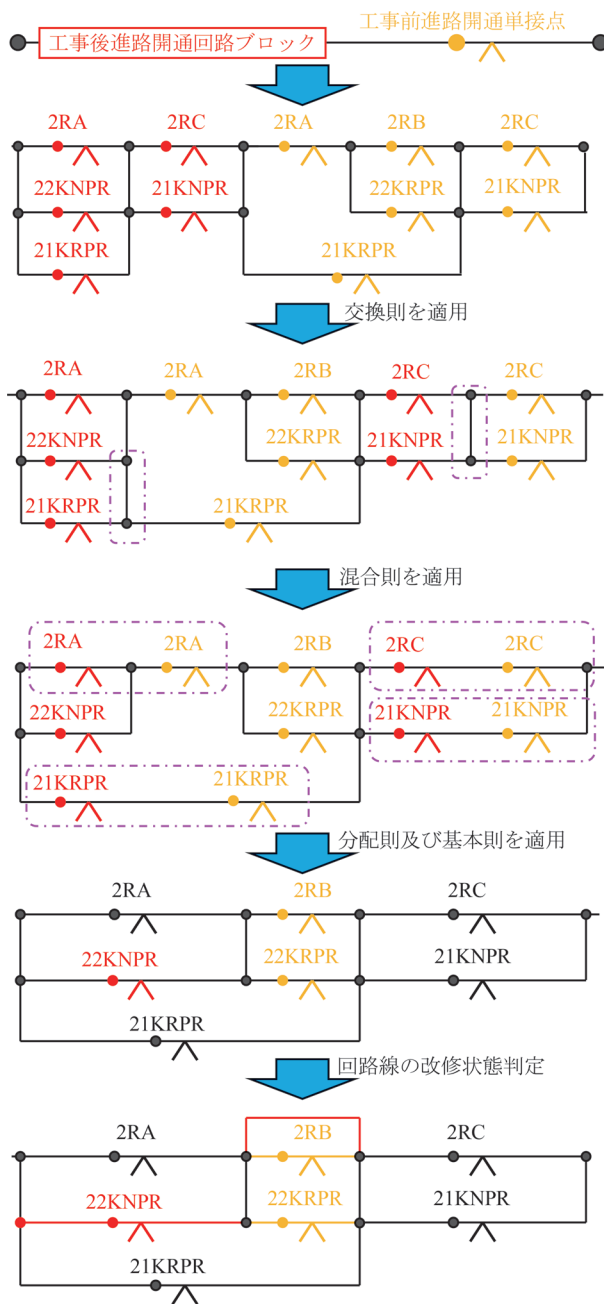 工事後進路開通回路ブロック
工事前進路開通単接点
2RA 2RC 2RA 2RB 2RC
22KNPR 21KNPR 22KRPR 21KNPR
21KRPR 21KRPR
交換則を適用
2RA 2RA 2RB 2RC 2RC
22KNPR 22KRPR 21KNPR 21KNPR
21KRPR 21KRPR
混合則を適用
2RA 2RA 2RB 2RC 2RC
22KNPR 22KRPR 21KNPR 21KNPR
21KRPR 21KRPR
分配則及び基本則を適用
2RA 2RB 2RC
22KNPR 22KRPR 21KNPR
21KRPR
回路線の改修状態判定
2RA 2RB 2RC
22KNPR 22KRPR 21KNPR
21KRPR